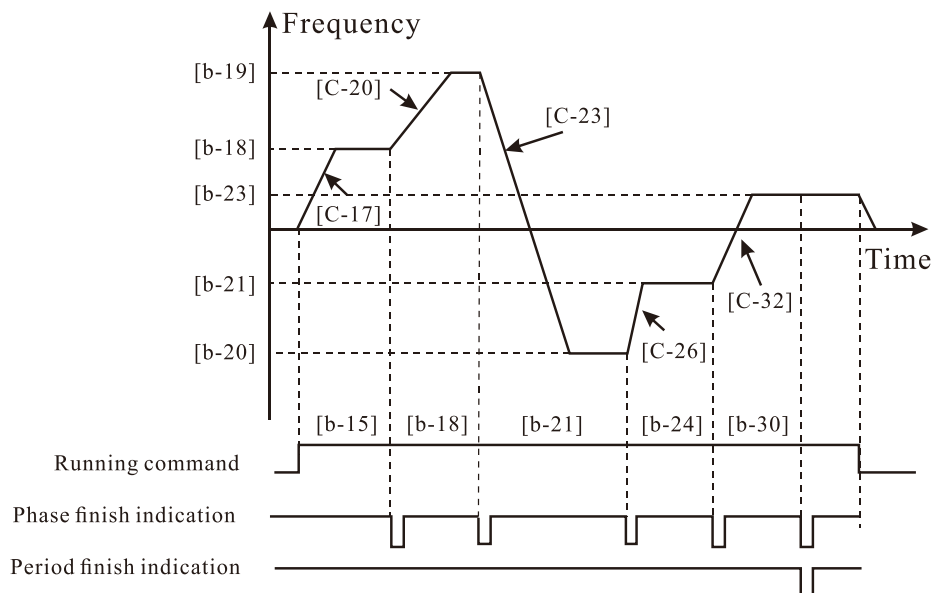 Frequency
[b-19]
[C-20]
[C-23]
[b-18]
[b-23]
[C-17]
Time
[b-21]
[C-32]
[b-20]
[C-26]
[b-15] [b-18] [b-21] [b-24] [b-30]
Running command
Phase finish indication
Period finish indication